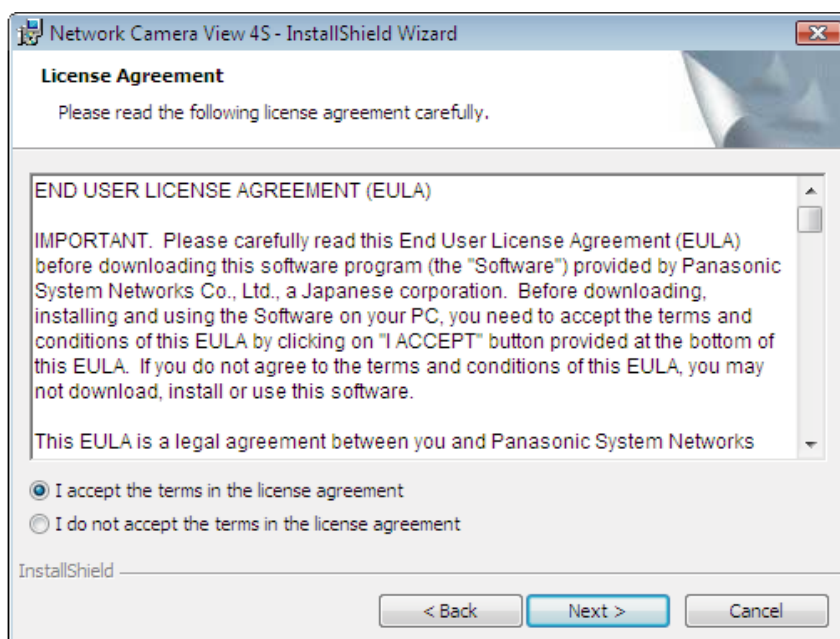 Network Camera View 4S - InstallShield Wizard
License Agreement
Please read the following license agreement carefully.
END USER LICENSE AGREEMENT (EULA)
IMPORTANT.  Please carefully read this End User License Agreement (EULA)
before downloading this software program (the "Software") provided by Panasonic
System Networks Co., Ltd., a Japanese corporation.  Before downloading,
installing and using the Software on your PC, you need to accept the terms and
conditions of this EULA by clicking on "I ACCEPT" button provided at the bottom of
this EULA.  If you do not agree to the terms and conditions of this EULA, you may
not download, install or use this software.
This EULA is a legal agreement between you and Panasonic System Networks
I accept the terms in the license agreement
I do not accept the terms in the license agreement
InstallShield
< Back Next > Cancel